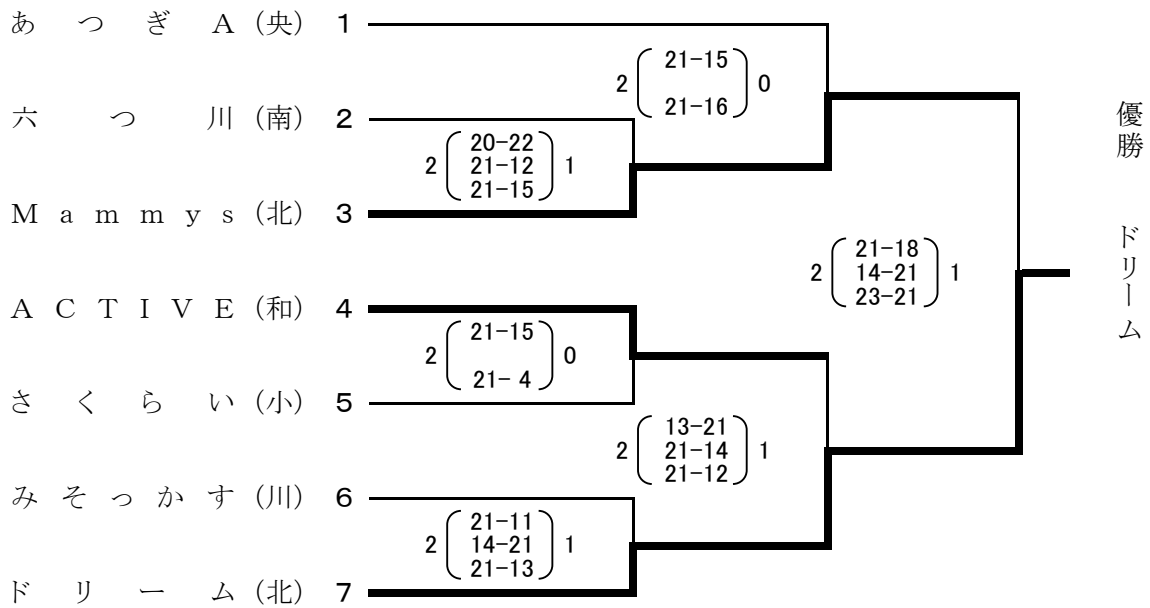 あつぎA（央） 1
2 21-15 0
21-16
六つ川（南） 2
20-22
2 21-12 1
21-15
Mammys（北） 3
21-18
2 14-21 1
23-21
ACTIVE（和） 4
21-15
2 0
21- 4
さくらい（小） 5
13-21
2 21-14 1
21-12
みそっかす（川） 6
21-11
2 14-21 1
21-13
ドリーム（北） 7
優勝 ドリーム